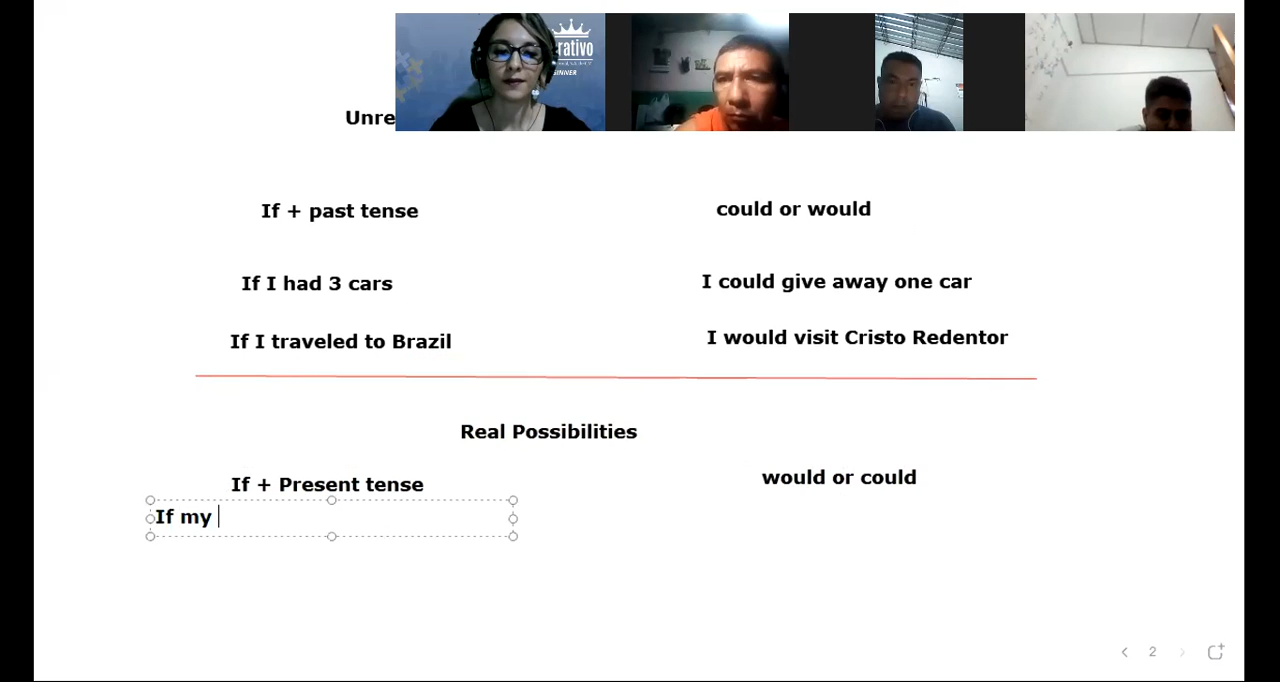 rativo
Unre
If + past tense
could or would
If I had 3 cars
I could give away one car
If I traveled to Brazil
I would visit Cristo Redentor
Real Possibilities
If + Present tense
would or could
If my
2